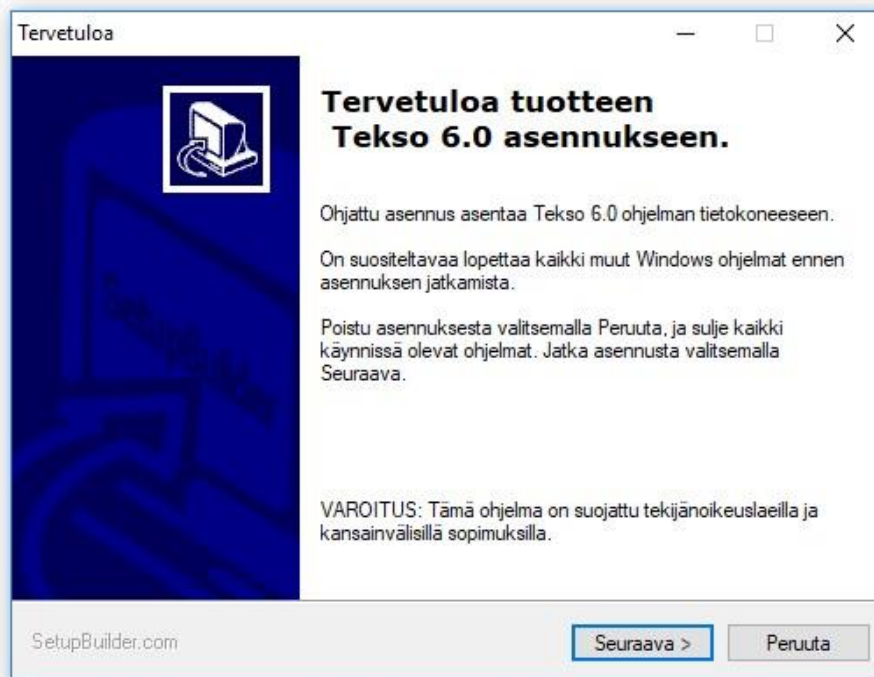 Tervetuloa
Tervetuloa tuotteen
Tekso 6.0 asennukseen.
Ohjattu asennus asentaa Tekso 6.0 ohjelman tietokoneeseen.
On suositeltavaa lopettaa kaikki muut Windows ohjelmat ennen
asennuksen jatkamista.
Poistu asennuksesta valitsemalla Peruuta, ja sulje kaikki
käynnissä olevat ohjelmat. Jatka asennusta valitsemalla
Seuraava.
VAROITUS: Tämä ohjelma on suojattu tekijänoikeuslaeilla ja
kansainvälisillä sopimuksilla.
SetupBuilder
SetupBuilder.com
Seuraava >
Peruuta